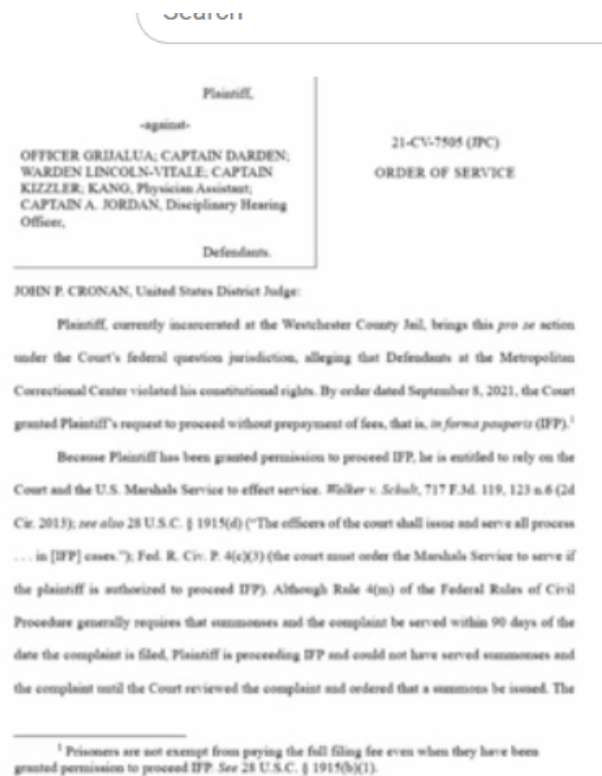 Search
Plaintiff,
-against-
OFFICER GRIJALUA; CAPTAIN DARDEN;
WARDEN LINCOLN-VITALE; CAPTAIN
KIZZLER; KANG, Physician Assistant;
CAPTAIN A. JORDAN, Disciplinary Hearing
Officer,
Defendants.
21-CV-7505 (JPC)
ORDER OF SERVICE
JOHN P. CRONAN, United States District Judge:
Plaintiff, currently incarcerated at the Westchester County Jail, brings this pro se action
under the Court's federal question jurisdiction, alleging that Defendants at the Metropolitan
Correctional Center violated his constitutional rights. By order dated September 8, 2021, the Court
granted Plaintiff's request to proceed without prepayment of fees, that is, in forma pauperis (IFP).1
Because Plaintiff has been granted permission to proceed IFP, he is entitled to rely on the
Court and the U.S. Marshals Service to effect service. Walker v. Schult, 717 F.3d. 119, 123 n.6 (2d
Cir. 2013); see also 28 U.S.C. § 1915(d) ("The officers of the court shall issue and serve all process
. . . in [IFP] cases."); Fed. R. Civ. P. 4(c)(3) (the court must order the Marshals Service to serve if
the plaintiff is authorized to proceed IFP). Although Rule 4(m) of the Federal Rules of Civil
Procedure generally requires that summonses and the complaint be served within 90 days of the
date the complaint is filed, Plaintiff is proceeding IFP and could not have served summonses and
the complaint until the Court reviewed the complaint and ordered that a summons be issued. The
1 Prisoners are not exempt from paying the full filing fee even when they have been
granted permission to proceed IFP. See 28 U.S.C. § 1915(b)(1).